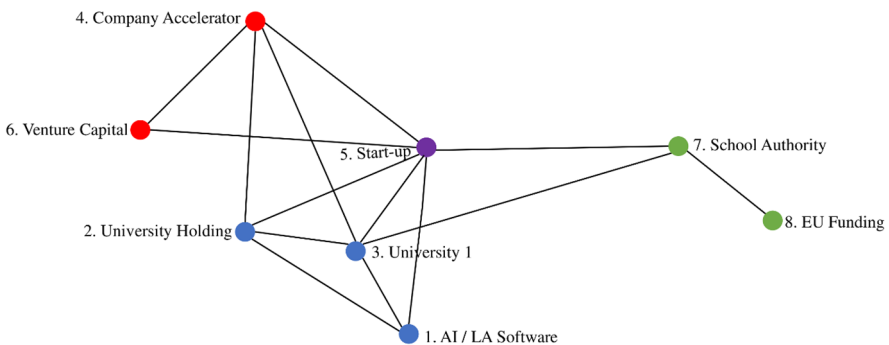 4. Company Accelerator
6. Venture Capital
5. Start-up
7. School Authority
2. University Holding
8. EU Funding
3. University 1
1. AI / LA Software